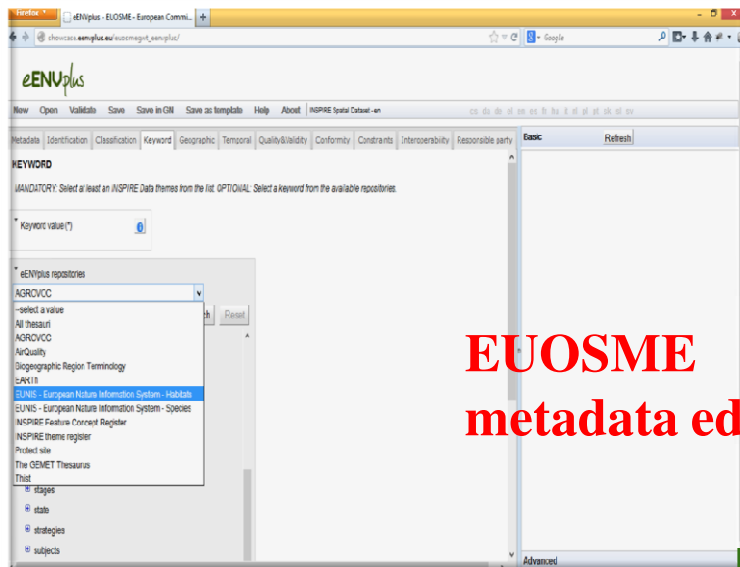 Firefox
eENVplus - EUOSME - European Commi...
showcase.eenvplus.eu/euosmegwt_eenvplus/
Google
eENVplus
New Open Validate Save Save in GN Save as template Help About INSPIRE Spatial Dataset - en
Metadata Identification Classification Keyword Geographic Temporal Quality&Validity Conformity Constraints Interoperability Responsible party
Basic Refresh
KEYWORD
MANDATORY: Select at least an INSPIRE Data themes from the list. OPTIONAL: Select a keyword from the available repositories.
* Keyword value (*)
* eENVplus repositories
AGROVOC
--select a value
All thesauri
AGROVOC
AirQuality
Biogeographic Region Terminology
EARTh
EUNIS - European Nature Information System - Habitats
EUNIS - European Nature Information System - Species
INSPIRE Feature Concept Register
INSPIRE theme register
Protect site
The GEMET Thesaurus
Thist
Reset
stages
state
strategies
subjects
EUOSME
metadata ed
Advanced